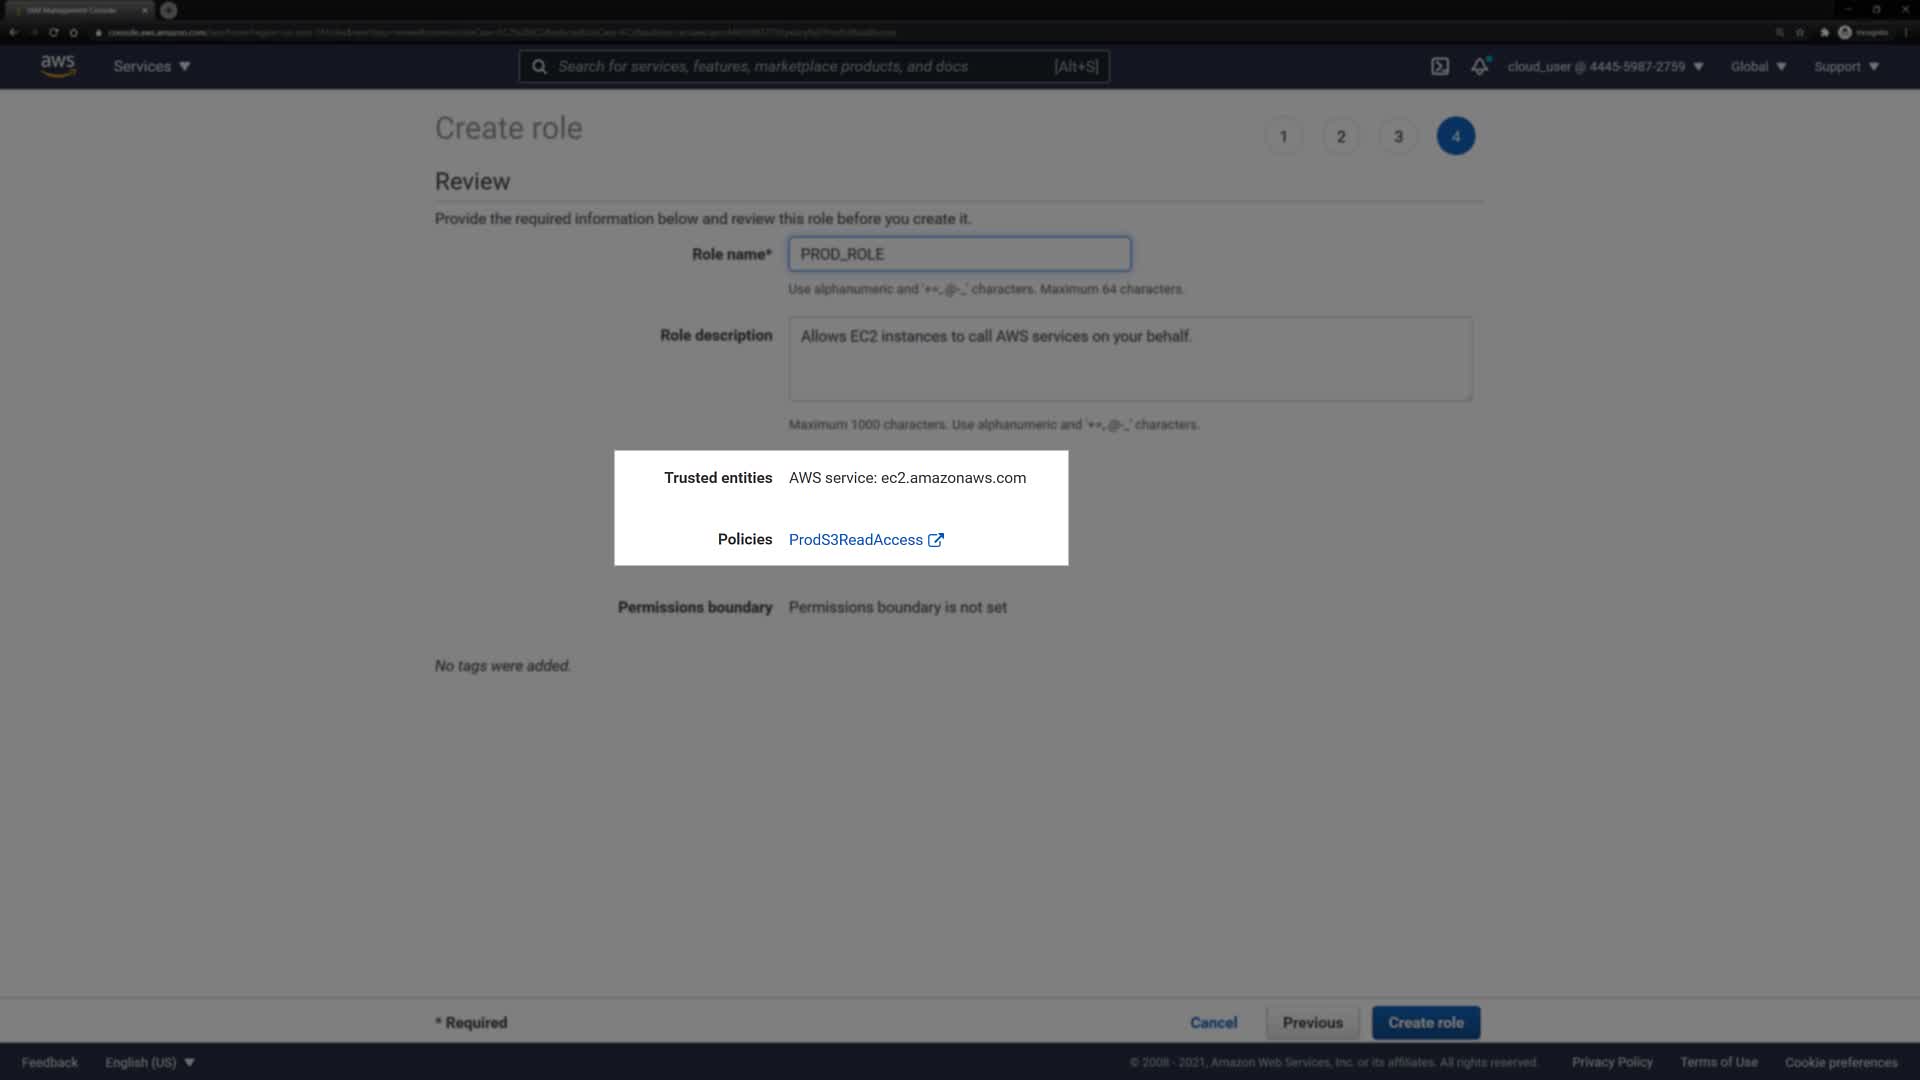 IAM Management Console
aws
Services
Search for services, features, marketplace products, and docs
[Alt+S]
cloud_user @ 4445-5987-2759
Global
Support
Create role
1
2
3
4
Review
Provide the required information below and review this role before you create it.
Role name*
PROD_ROLE
Use alphanumeric and '+=,.@-_' characters. Maximum 64 characters.
Role description
Allows EC2 instances to call AWS services on your behalf.
Maximum 1000 characters. Use alphanumeric and '+=,.@-_' characters.
Trusted entities
AWS service: ec2.amazonaws.com
Policies
ProdS3ReadAccess
Permissions boundary
Permissions boundary is not set
No tags were added.
* Required
Cancel
Previous
Create role
Feedback
English (US)
© 2008 - 2021, Amazon Web Services, Inc. or its affiliates. All rights reserved.
Privacy Policy
Terms of Use
Cookie preferences